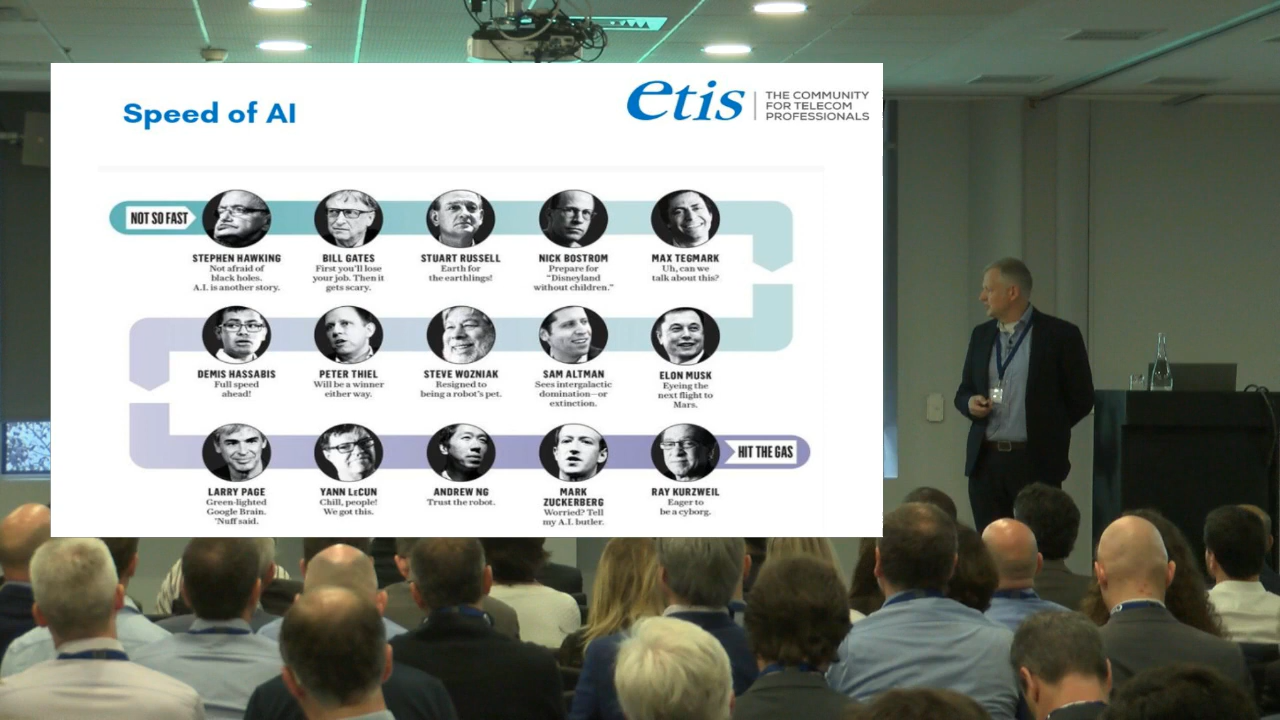 Speed of AI
etis
THE COMMUNITY
FOR TELECOM
PROFESSIONALS
NOT SO FAST
STEPHEN HAWKING
Not afraid of
black holes.
A.I. is another story.
BILL GATES
First you'll lose
your job. Then it
gets scary.
STUART RUSSELL
Earth for
the earthlings!
NICK BOSTROM
Prepare for
"Disneyland
without children."
MAX TEGMARK
Uh, can we
talk about this?
DEMIS HASSABIS
Full speed
ahead!
PETER THIEL
Will be a winner
either way.
STEVE WOZNIAK
Resigned to
being a robot's pet.
SAM ALTMAN
Sees intergalactic
domination—or
extinction.
ELON MUSK
Eyeing the
next flight to
Mars.
LARRY PAGE
Green-lighted
Google Brain.
'Nuff said.
YANN LeCUN
Chill, people!
We got this.
ANDREW NG
Trust the robot.
MARK
ZUCKERBERG
Worried? Tell
my A.I. butler.
RAY KURZWEIL
Eager to
be a cyborg.
HIT THE GAS